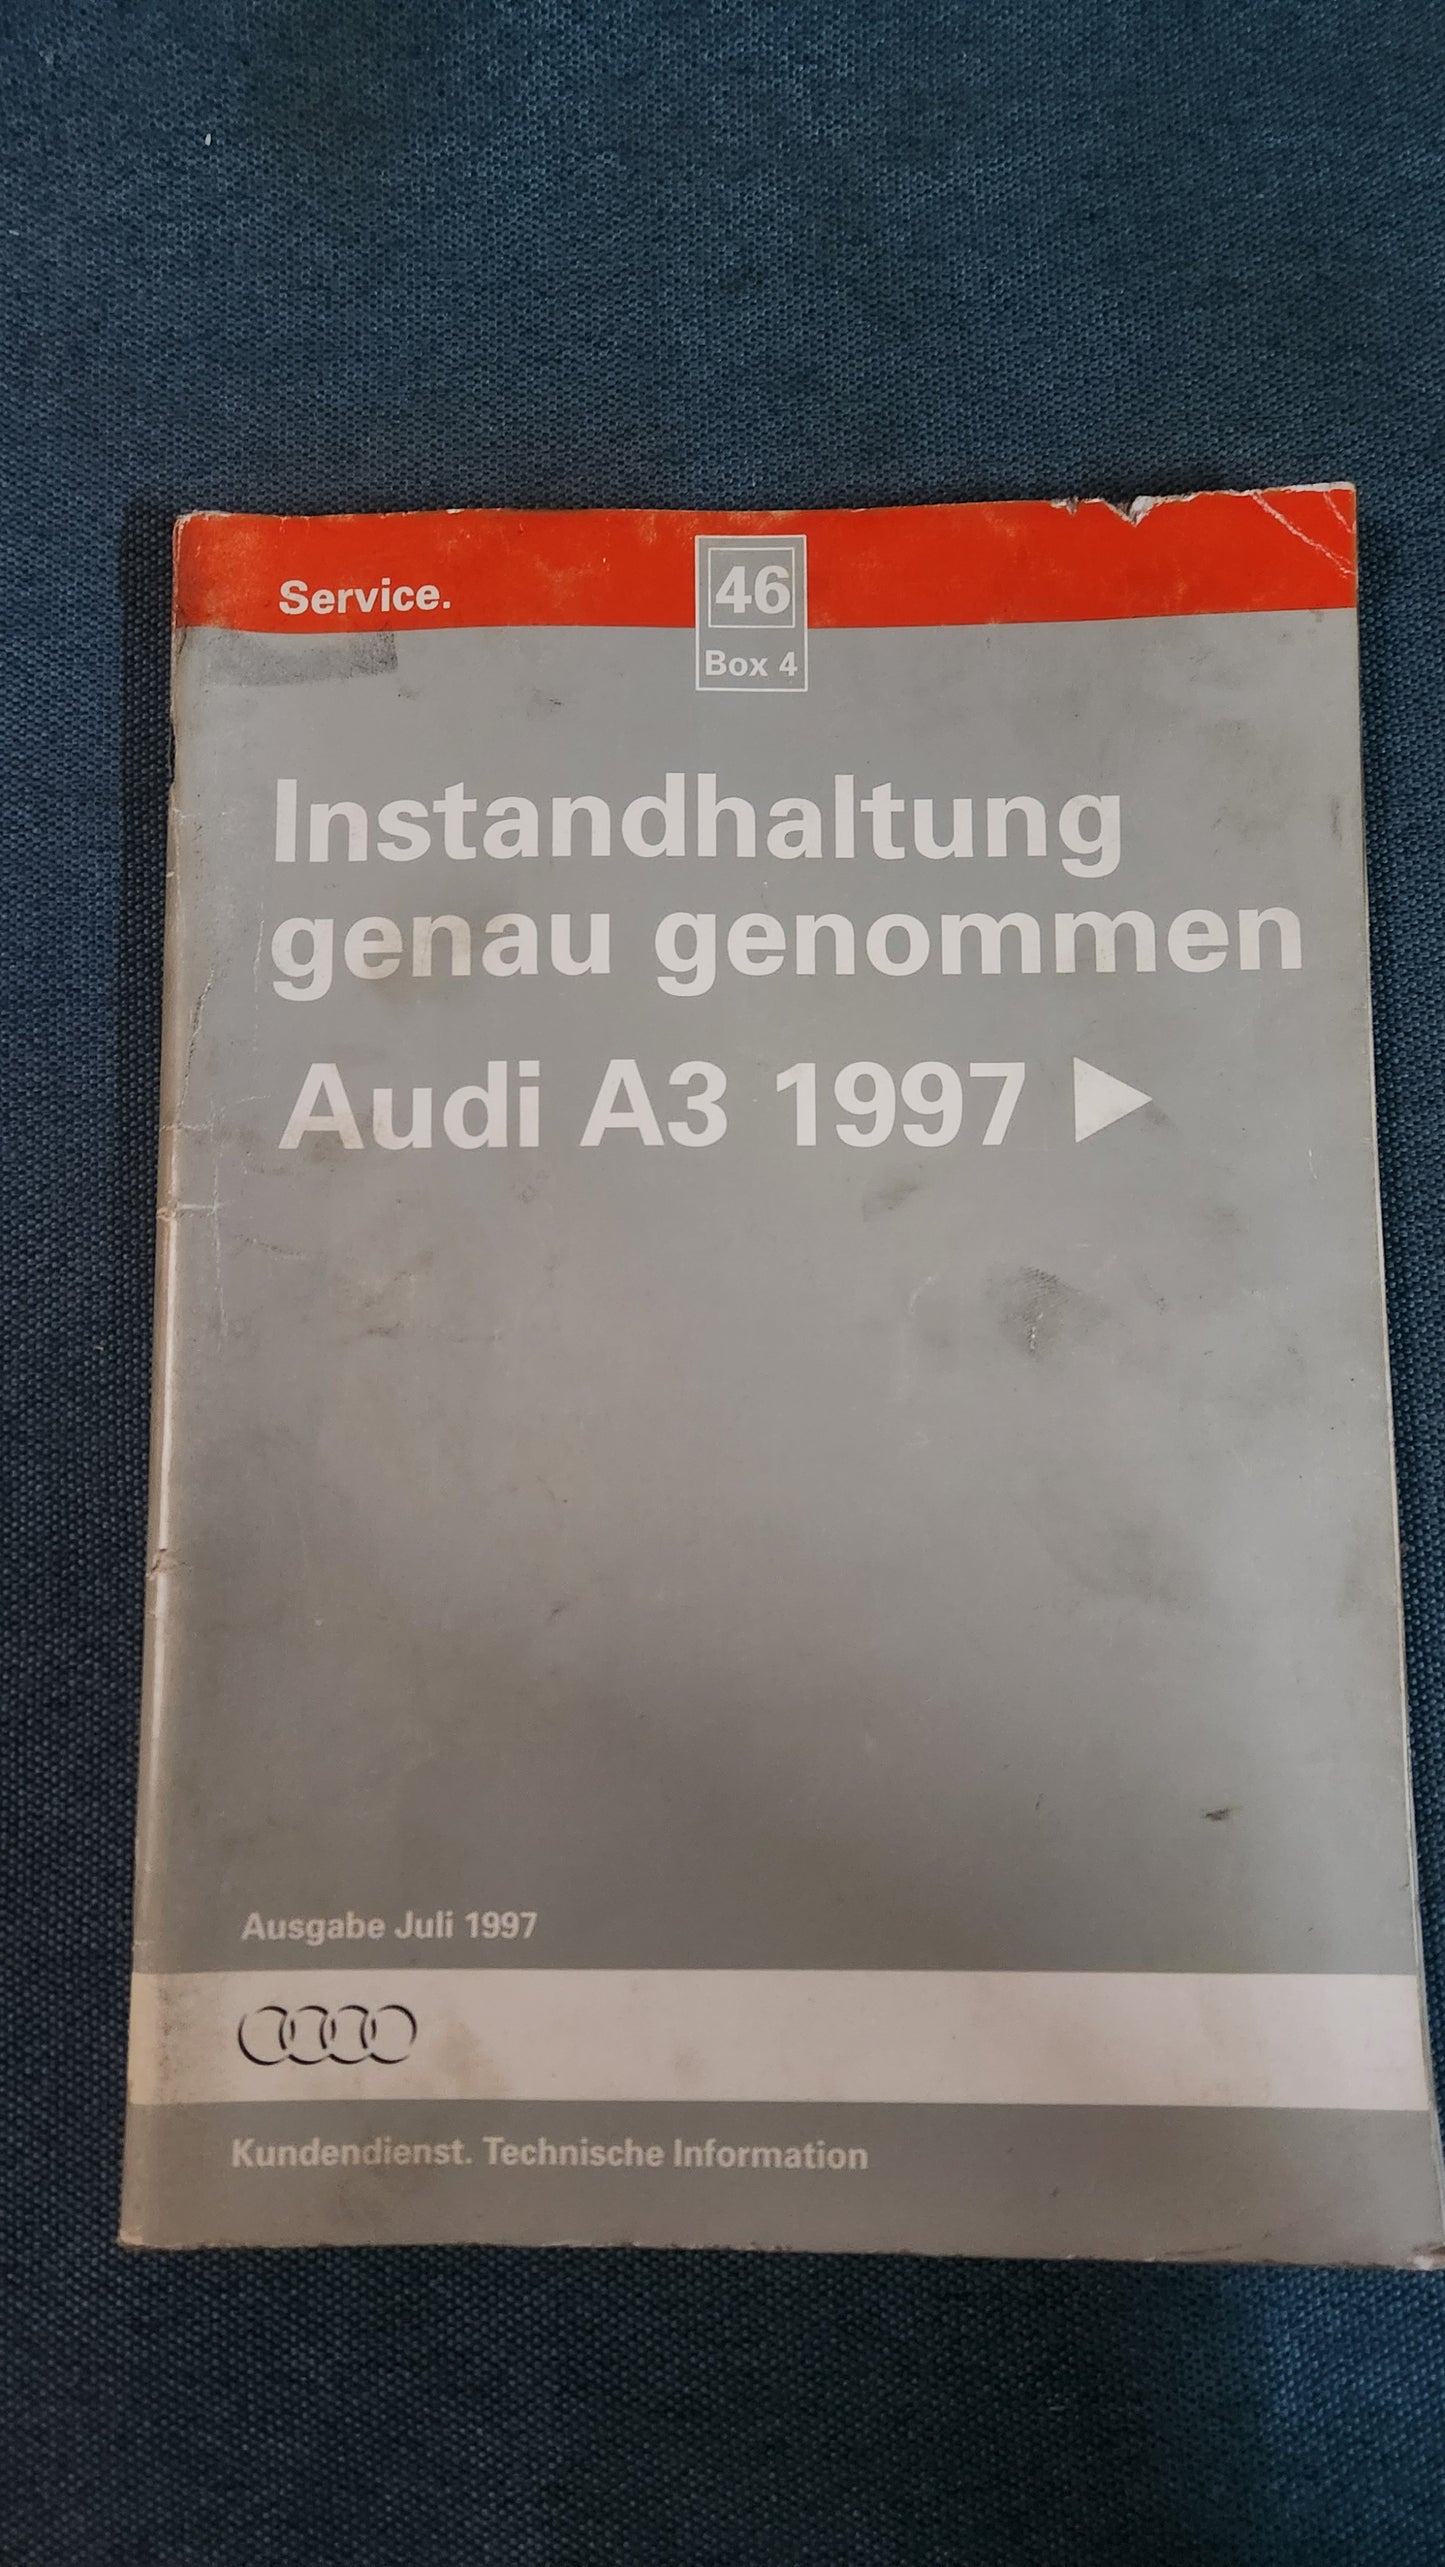 Service.
46
Box 4
Instandhaltung
genau genommen
Audi A3 1997 ▶
Ausgabe Juli 1997
Kundendienst. Technische Information